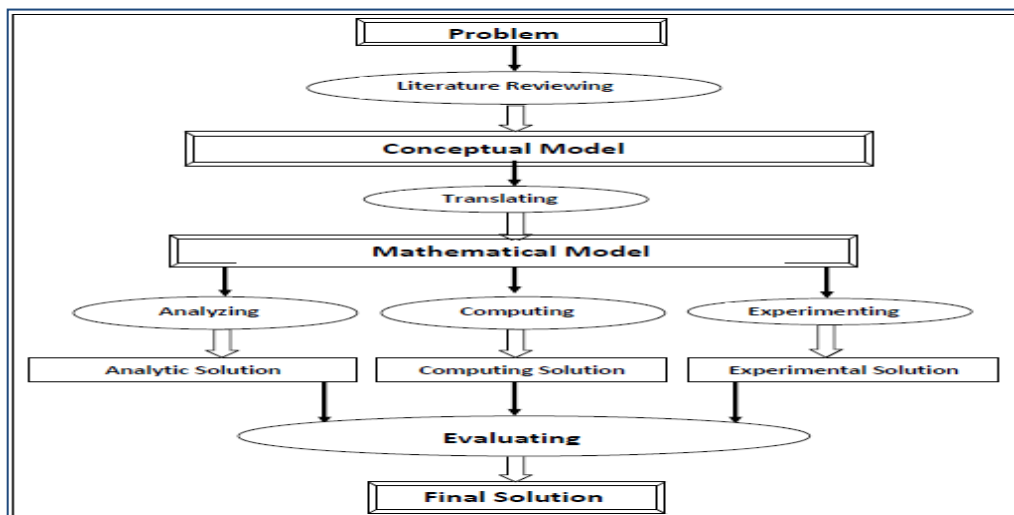 Problem
Literature Reviewing
Conceptual Model
Translating
Mathematical Model
Analyzing
Computing
Experimenting
Analytic Solution
Computing Solution
Experimental Solution
Evaluating
Final Solution